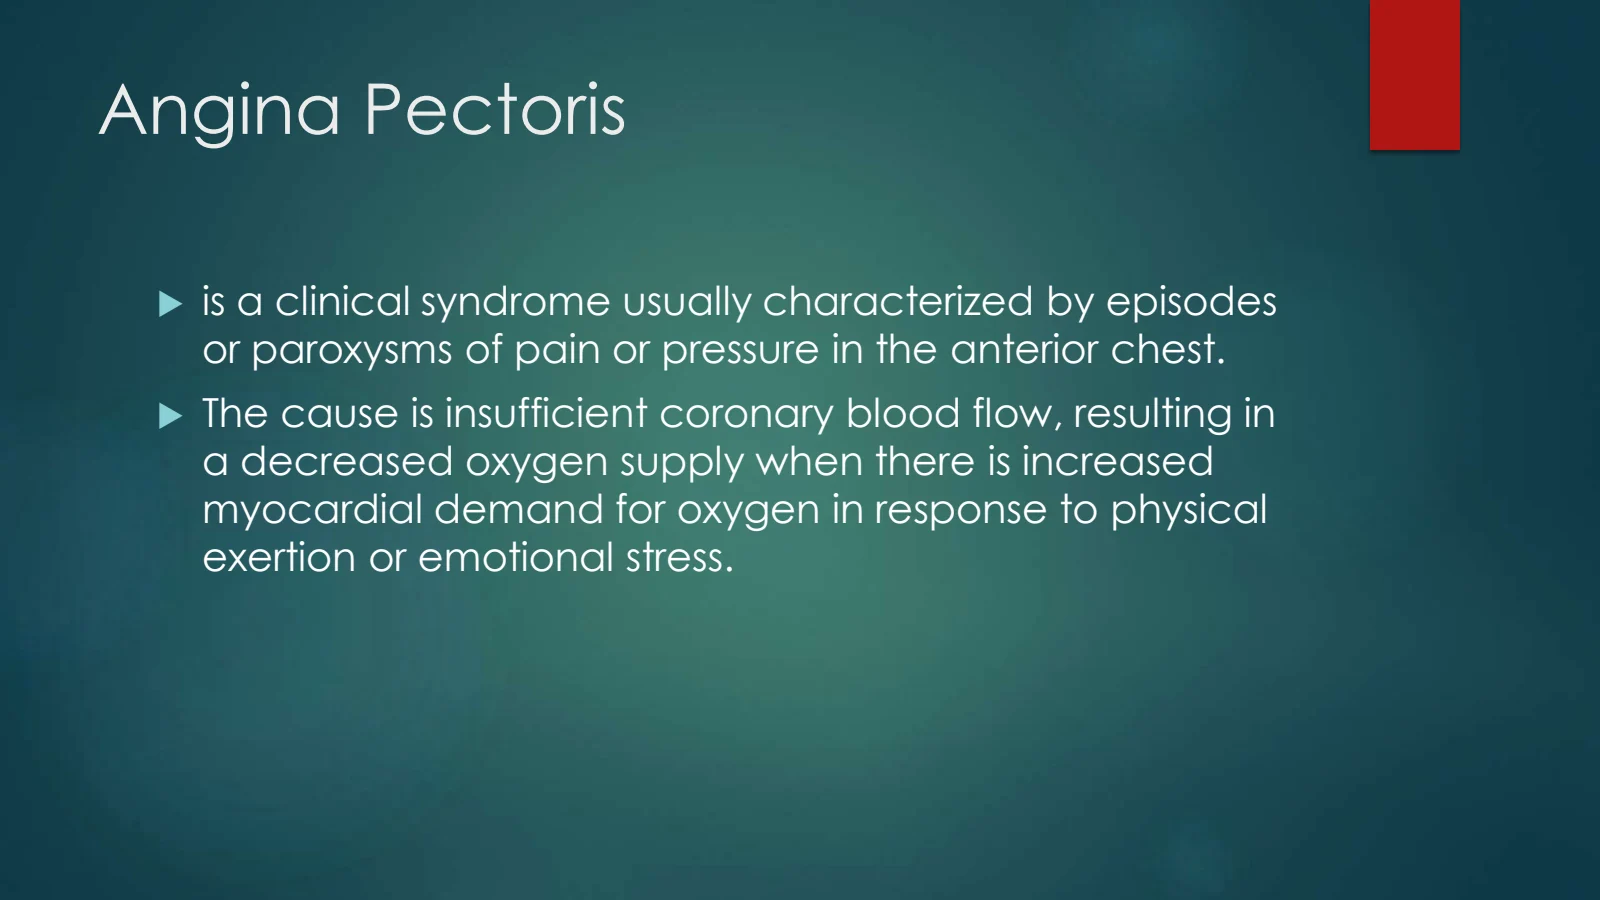 Angina Pectoris
is a clinical syndrome usually characterized by episodes
or paroxysms of pain or pressure in the anterior chest.
The cause is insufficient coronary blood flow, resulting in
a decreased oxygen supply when there is increased
myocardial demand for oxygen in response to physical
exertion or emotional stress.